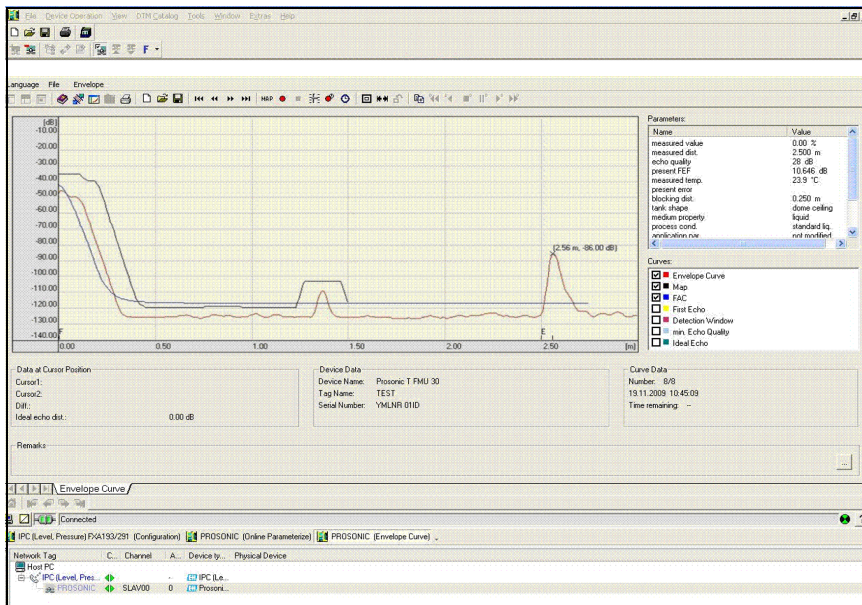 File Device Operation View DTM Catalog Tools Window Extras Help
F
Language File Envelope
MAP
[dB]
-10.00
-20.00
-30.00
-40.00
-50.00
-60.00
-70.00
-80.00
-90.00
-100.00
-110.00
-120.00
-130.00
-140.00
F
E
(2.56 m, -86.00 dB)
0.00 0.50 1.00 1.50 2.00 2.50 [m]
Parameters:
Name Value
measured value 0.00 %
measured dist. 2.500 m
echo quality 28 dB
present FEF 10.646 dB
measured temp. 23.9 °C
present error
blocking dist. 0.250 m
tank shape dome ceiling
medium property liquid
process cond. standard liq.
application par. not modified
Curves:
Envelope Curve
Map
FAC
First Echo
Detection Window
min. Echo Quality
Ideal Echo
Data at Cursor Position
Cursor1:
Cursor2:
Diff.:
Ideal echo dist.: 0.00 dB
Device Data
Device Name: Prosonic T FMU 30
Tag Name: TEST
Serial Number: YMLNR 01ID
Curve Data
Number: 8/8
19.11.2009 10:45:09
Time remaining: --
Remarks
...
Envelope Curve
Connected
IPC (Level, Pressure) FXA193/291 (Configuration) PROSONIC (Online Parameterize) PROSONIC (Envelope Curve)
Network Tag C... Channel A... Device ty... Physical Device
Host PC
IPC (Level, Pres... - IPC (Le...
PROSONIC SLAV00 0 Prosoni...